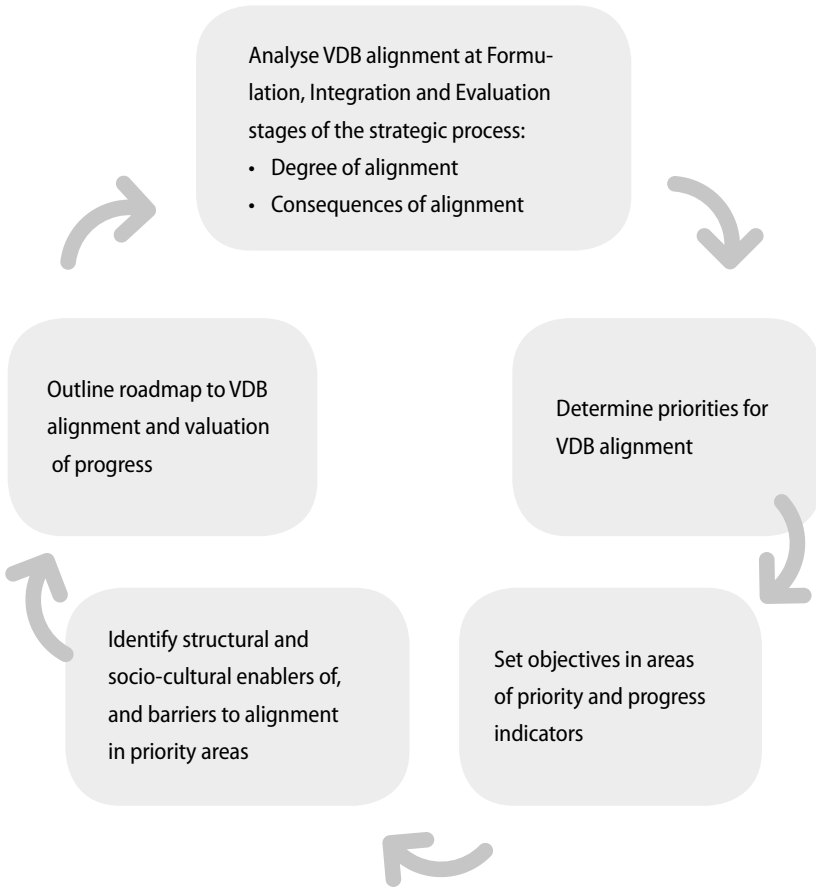 Analyse VDB alignment at Formu-
lation, Integration and Evaluation
stages of the strategic process:
• Degree of alignment
• Consequences of alignment
Determine priorities for
VDB alignment
Set objectives in areas
of priority and progress
indicators
Identify structural and
socio-cultural enablers of,
and barriers to alignment
in priority areas
Outline roadmap to VDB
alignment and valuation
of progress